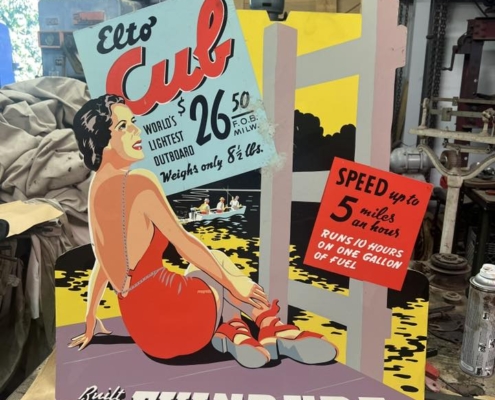 Elto
Cub
WORLD'S
LIGHTEST
OUTBOARD
$26 50
F.O.B.
MILW.
Weighs only 8½ lbs.
SPEED up to
5 miles
an hour
RUNS 10 HOURS
ON ONE GALLON
OF FUEL
Built